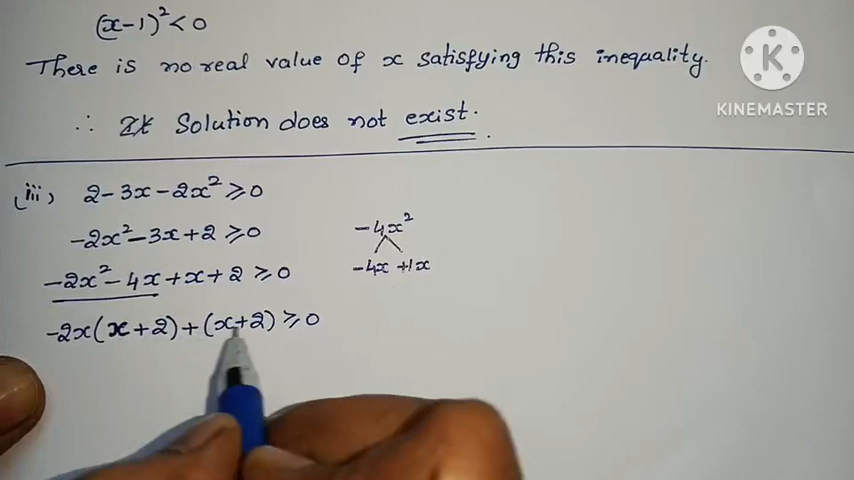 (x-1)² < 0
There is no real value of x satisfying this inequality.
∴ Solution does not exist.
K
KINEMASTER
(iii) 2 - 3x - 2x² ≥ 0
-2x² - 3x + 2 ≥ 0
-4x²
-4x +1x
-2x² - 4x + x + 2 ≥ 0
-2x(x + 2) + (x+2) ≥ 0